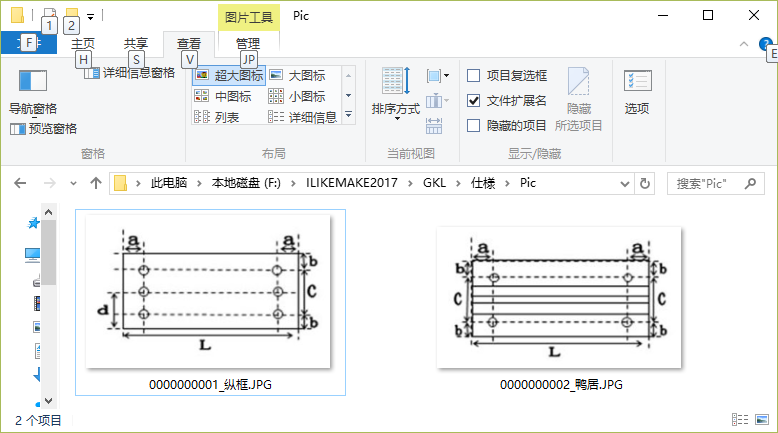 图片工具 Pic
1 2
文件 主页 共享 查看 管理
F H S V JP E
导航窗格
预览窗格
详细信息窗格
窗格
超大图标 大图标
中图标 小图标
列表 详细信息
布局
排序方式
当前视图
项目复选框
文件扩展名
隐藏的项目
隐藏
所选项目
显示/隐藏
选项
此电脑 本地磁盘 (F:) ILIKEMAKE2017 GKL 仕様 Pic
搜索"Pic"
a a
b
C
d
b
L
0000000001_纵框.JPG
a a
b b
C C
b b
L
0000000002_鸭居.JPG
2 个项目